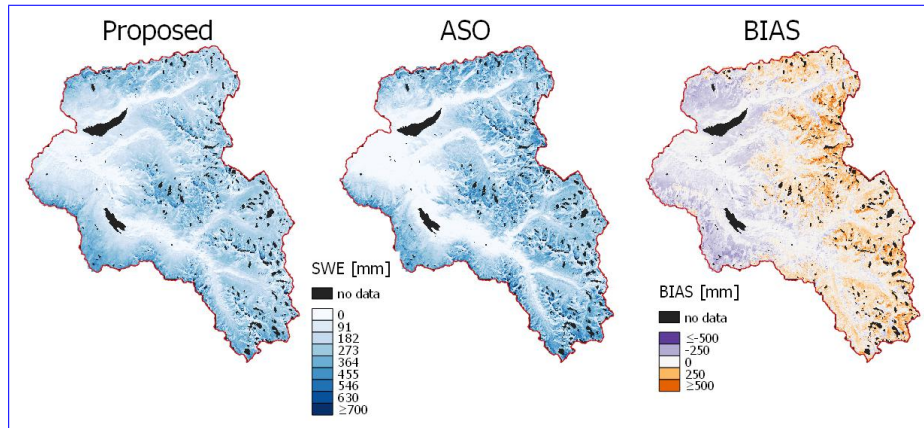 Proposed
ASO
BIAS
SWE [mm]
no data
0
91
182
273
364
455
546
630
≥700
BIAS [mm]
no data
≤-500
-250
0
250
≥500